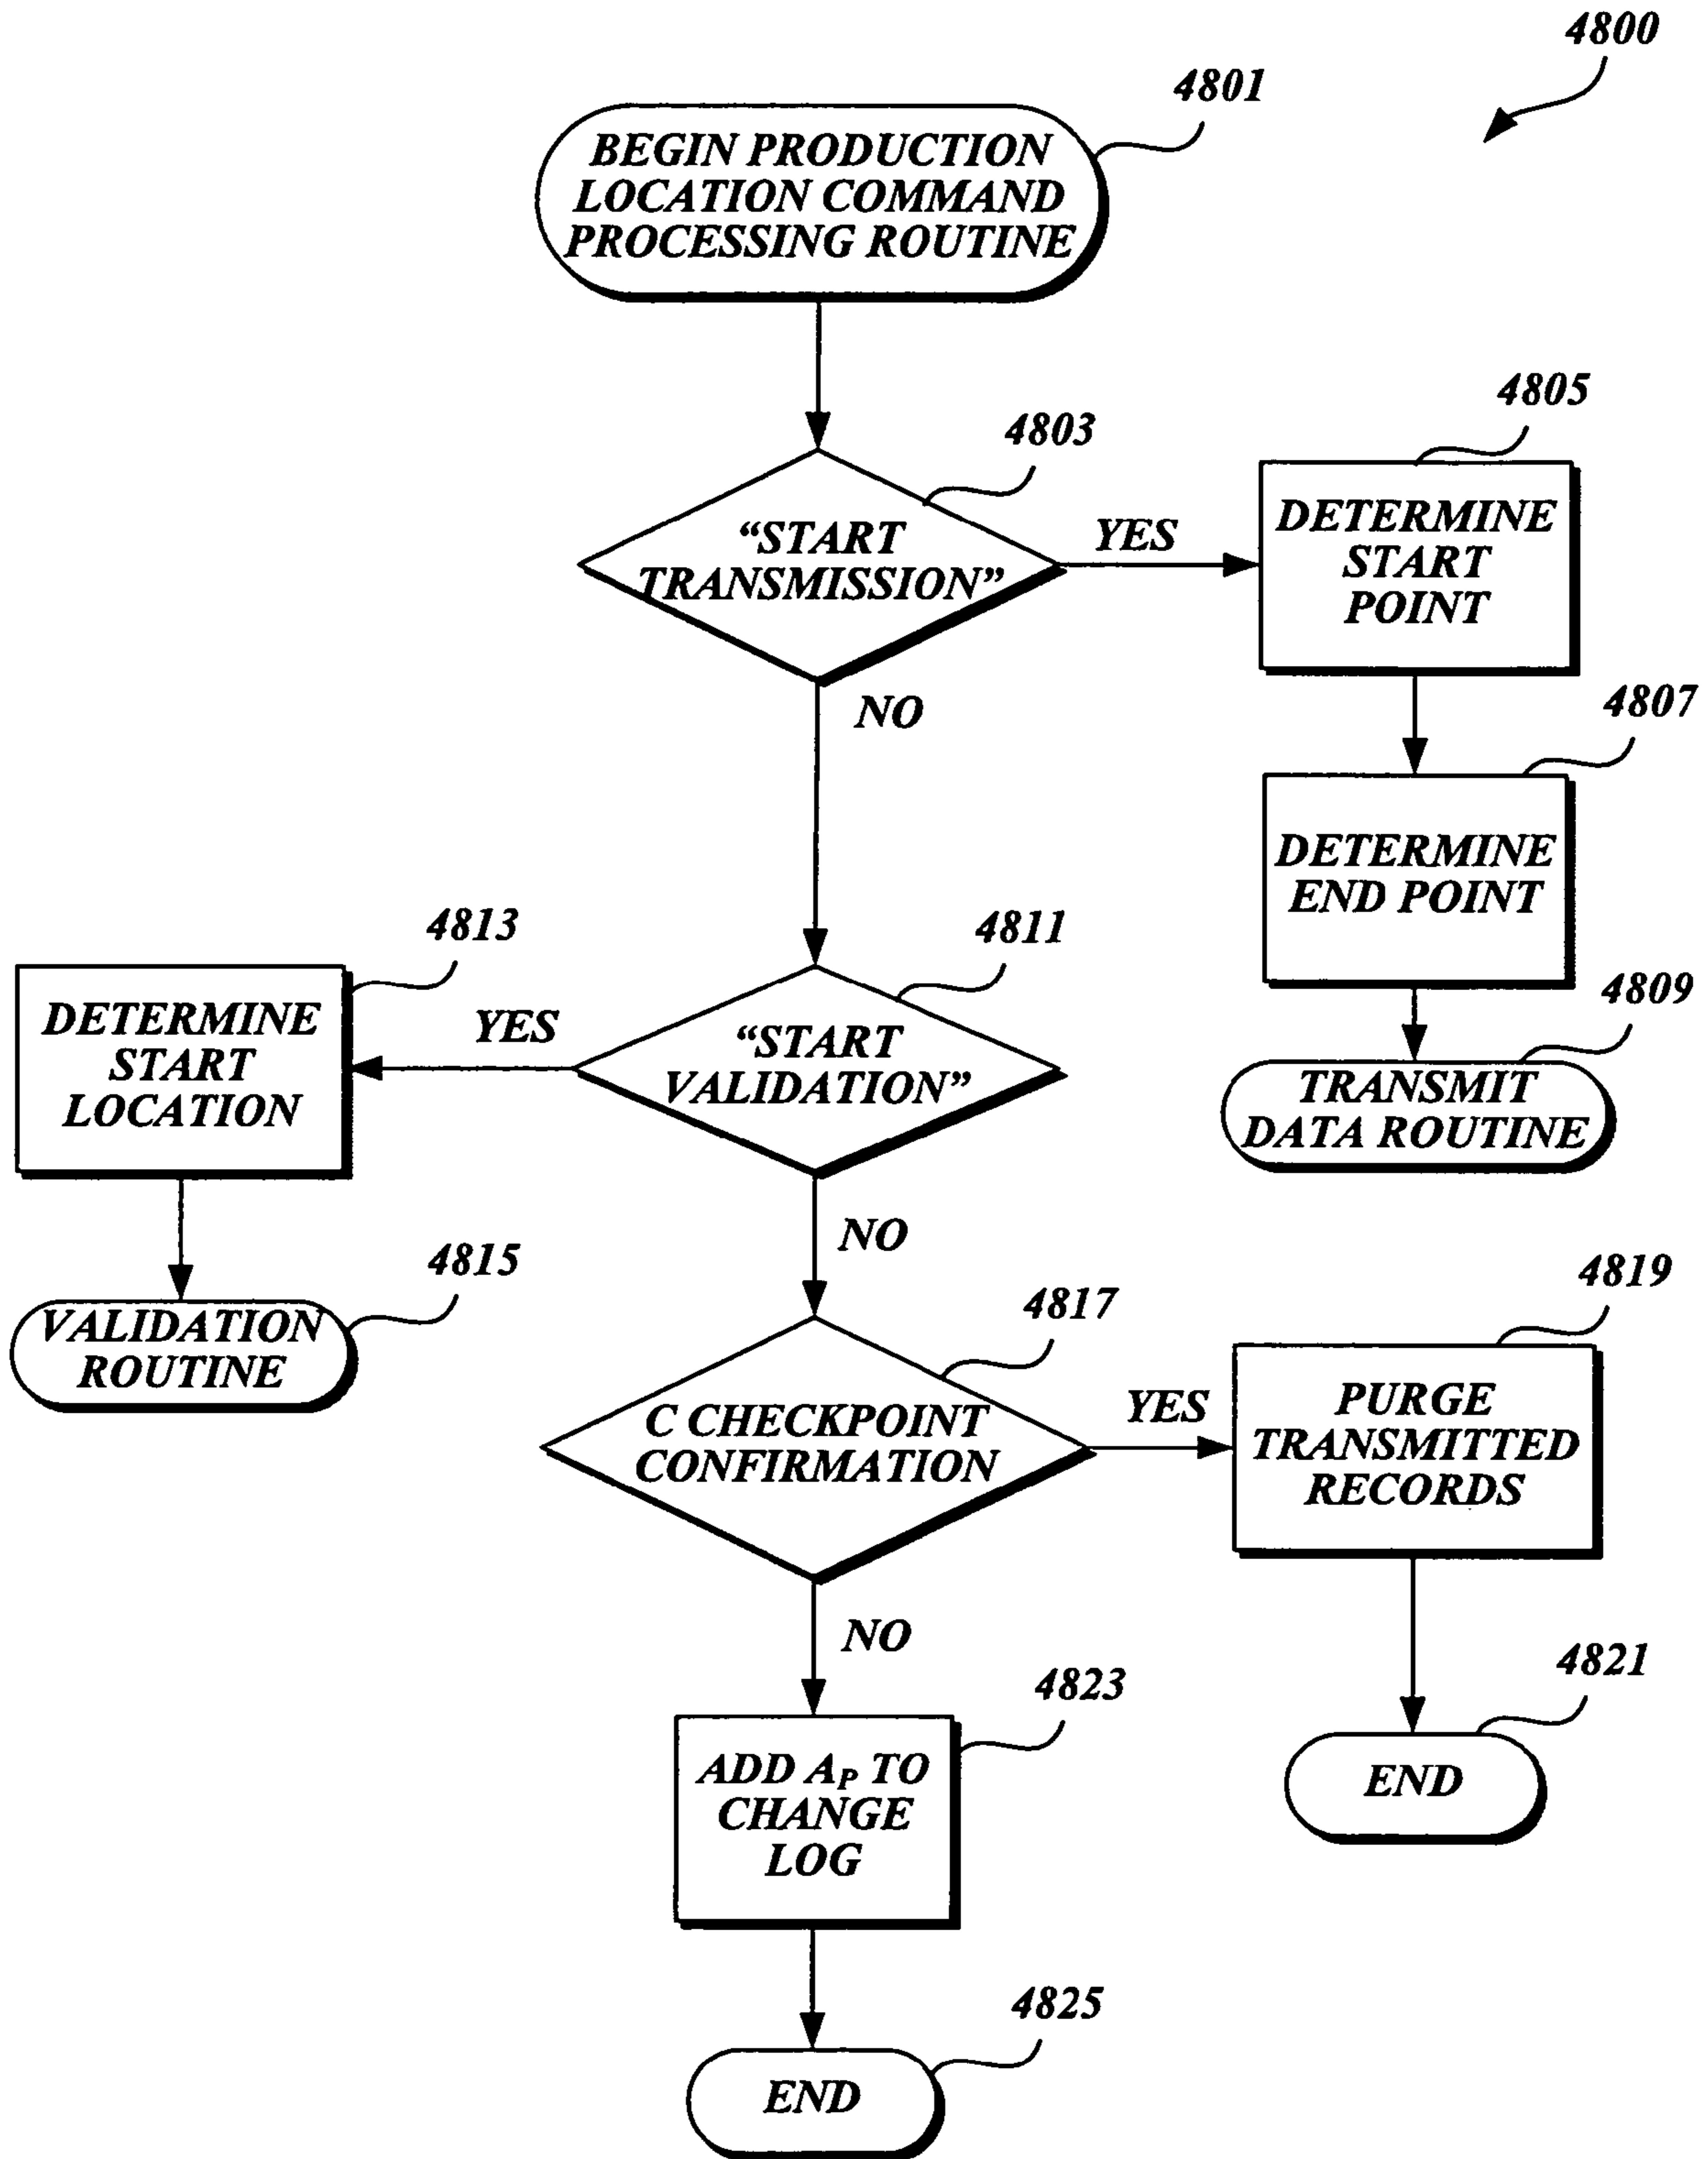 4800
4801
BEGIN PRODUCTION
LOCATION COMMAND
PROCESSING ROUTINE
4803
“START
TRANSMISSION”
YES
NO
4805
DETERMINE
START
POINT
4807
DETERMINE
END POINT
4809
TRANSMIT
DATA ROUTINE
4811
“START
VALIDATION”
YES
NO
4813
DETERMINE
START
LOCATION
4815
VALIDATION
ROUTINE
4817
C CHECKPOINT
CONFIRMATION
YES
NO
4819
PURGE
TRANSMITTED
RECORDS
4821
END
4823
ADD AP TO
CHANGE
LOG
4825
END